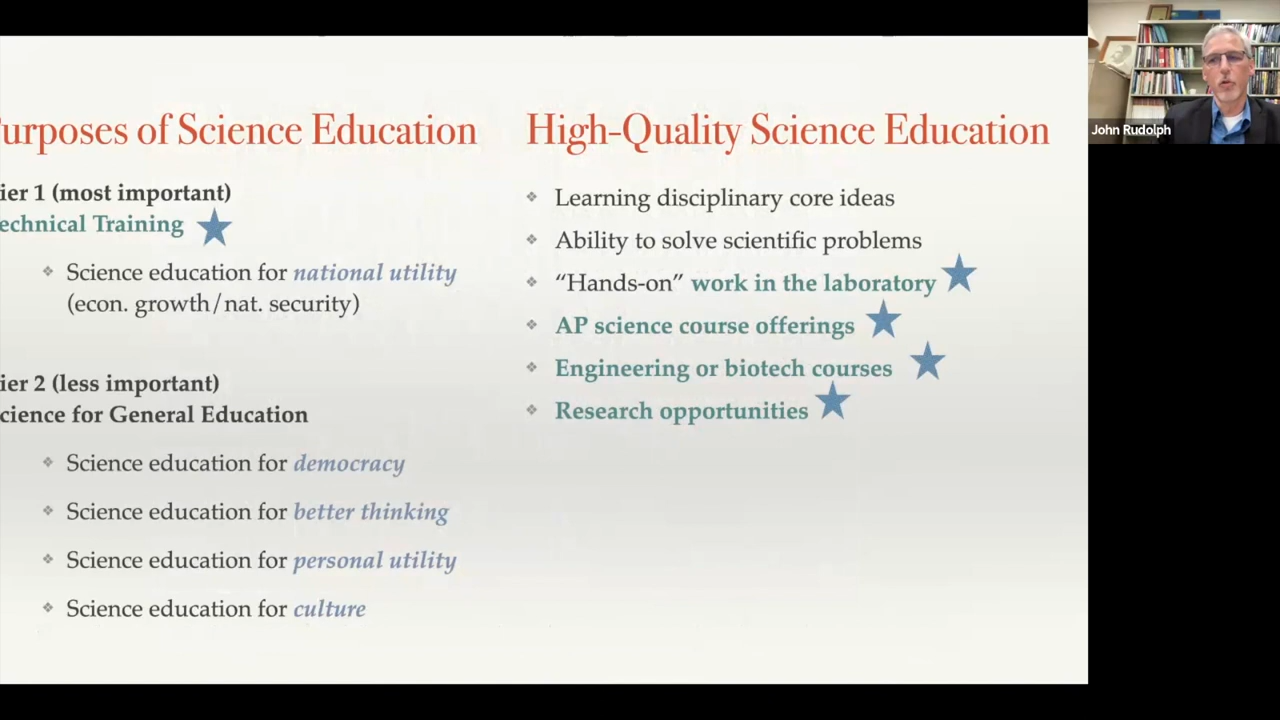 urposes of Science Education
ier 1 (most important)
echnical Training
Science education for national utility
(econ. growth/nat. security)
ier 2 (less important)
cience for General Education
Science education for democracy
Science education for better thinking
Science education for personal utility
Science education for culture
High-Quality Science Education
Learning disciplinary core ideas
Ability to solve scientific problems
“Hands-on” work in the laboratory
AP science course offerings
Engineering or biotech courses
Research opportunities
John Rudolph